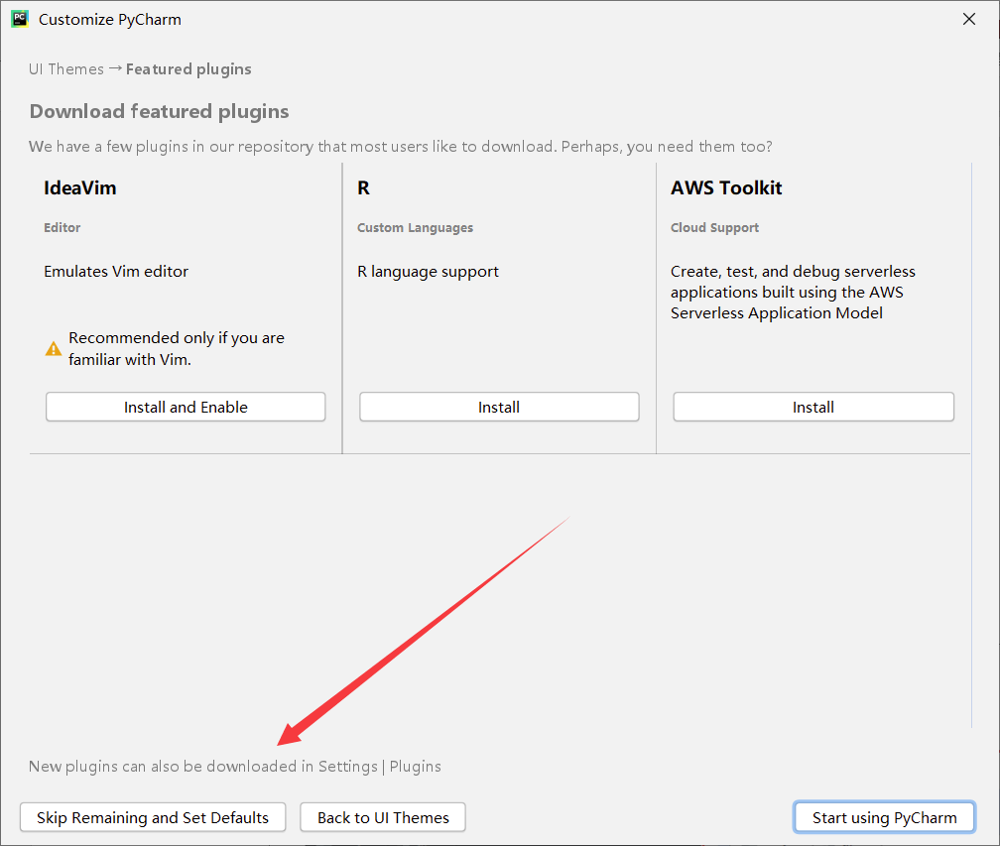 Customize PyCharm
UI Themes → Featured plugins
Download featured plugins
We have a few plugins in our repository that most users like to download. Perhaps, you need them too?
IdeaVim
Editor
Emulates Vim editor
Recommended only if you are
familiar with Vim.
Install and Enable
R
Custom Languages
R language support
Install
AWS Toolkit
Cloud Support
Create, test, and debug serverless
applications built using the AWS
Serverless Application Model
Install
New plugins can also be downloaded in Settings | Plugins
Skip Remaining and Set Defaults
Back to UI Themes
Start using PyCharm